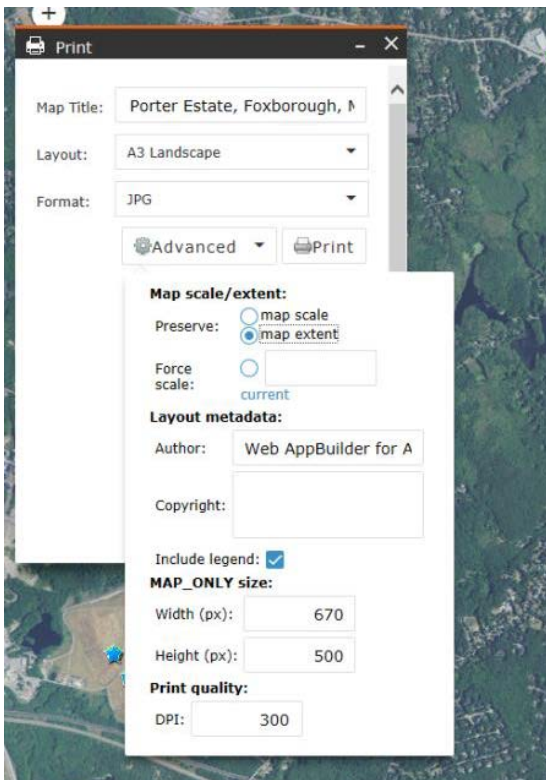 Print
Map Title: Porter Estate, Foxborough, M
Layout: A3 Landscape
Format: JPG
Advanced Print
Map scale/extent:
Preserve: map scale
map extent
Force scale:
current
Layout metadata:
Author: Web AppBuilder for A
Copyright:
Include legend:
MAP_ONLY size:
Width (px): 670
Height (px): 500
Print quality:
DPI: 300